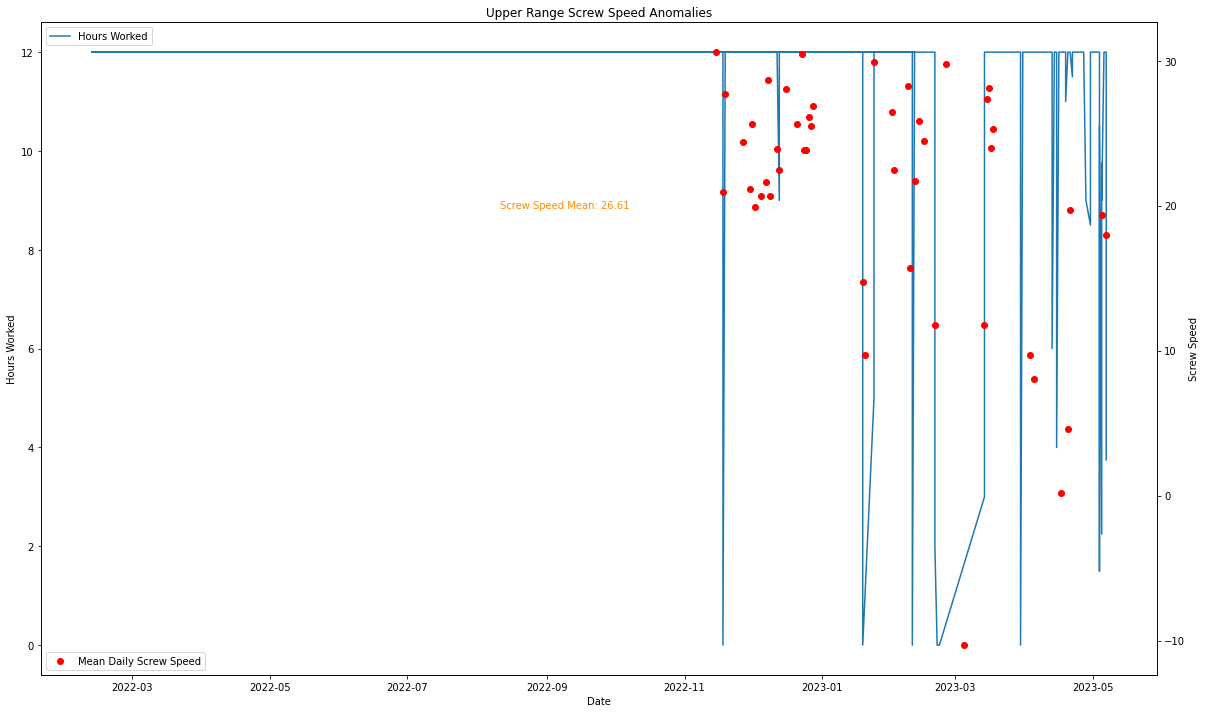 Upper Range Screw Speed Anomalies
Hours Worked
12
10
8
6
4
2
0
Hours Worked
Screw Speed Mean: 26.61
30
20
10
0
−10
Screw Speed
Mean Daily Screw Speed
2022-03
2022-05
2022-07
2022-09
2022-11
2023-01
2023-03
2023-05
Date